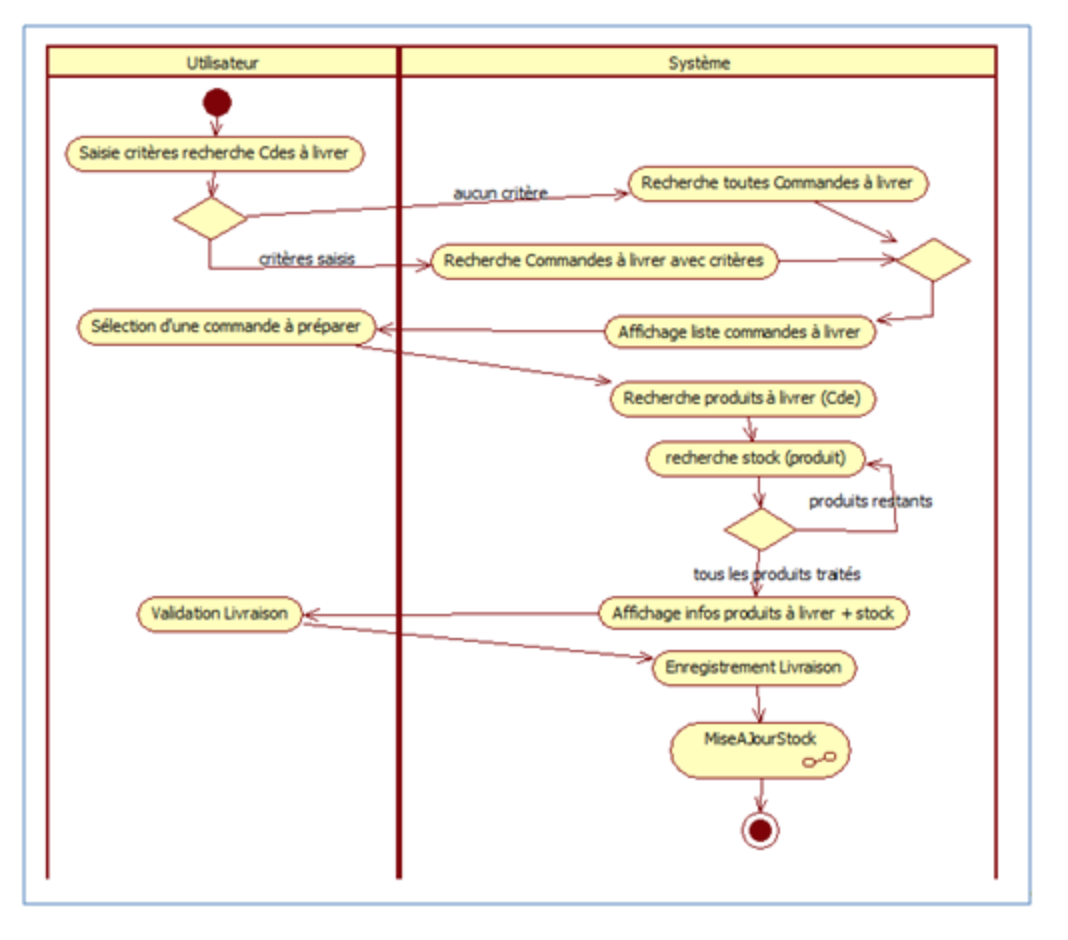 Utilisateur
Système
Saisie critères recherche Cdes à livrer
aucun critère
Recherche toutes Commandes à livrer
critères saisis
Recherche Commandes à livrer avec critères
Sélection d'une commande à préparer
Affichage liste commandes à livrer
Recherche produits à livrer (Cde)
recherche stock (produit)
produits restants
tous les produits traités
Validation Livraison
Affichage infos produits à livrer + stock
Enregistrement Livraison
MiseAJourStock